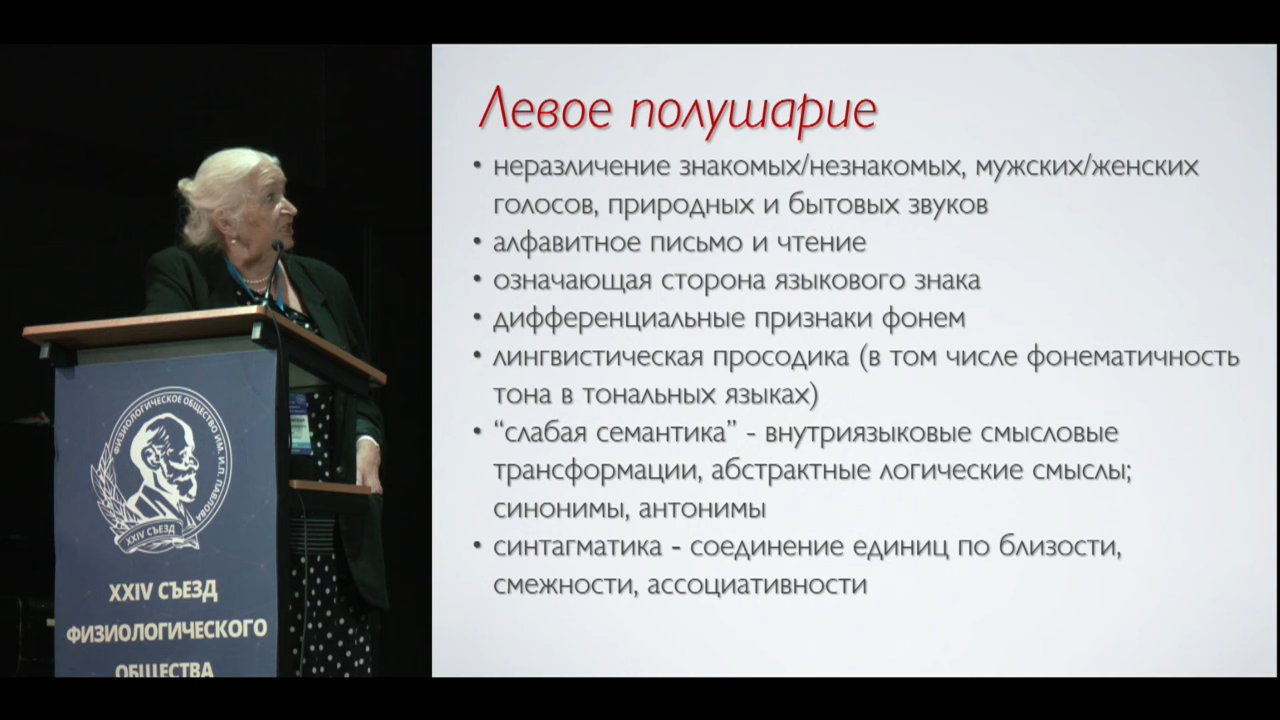 Левое полушарие
• неразличение знакомых/незнакомых, мужских/женских
голосов, природных и бытовых звуков
• алфавитное письмо и чтение
• означающая сторона языкового знака
• дифференциальные признаки фонем
• лингвистическая просодика (в том числе фонематичность
тона в тональных языках)
• “слабая семантика” - внутриязыковые смысловые
трансформации, абстрактные логические смыслы;
синонимы, антонимы
• синтагматика - соединение единиц по близости,
смежности, ассоциативности
ФИЗИОЛОГИЧЕСКОЕ ОБЩЕСТВО ИМ. И.П. ПАВЛОВА
XXIV СЪЕЗД
XXIV СЪЕЗД
ФИЗИОЛОГИЧЕСКОГО
ОБЩЕСТВА